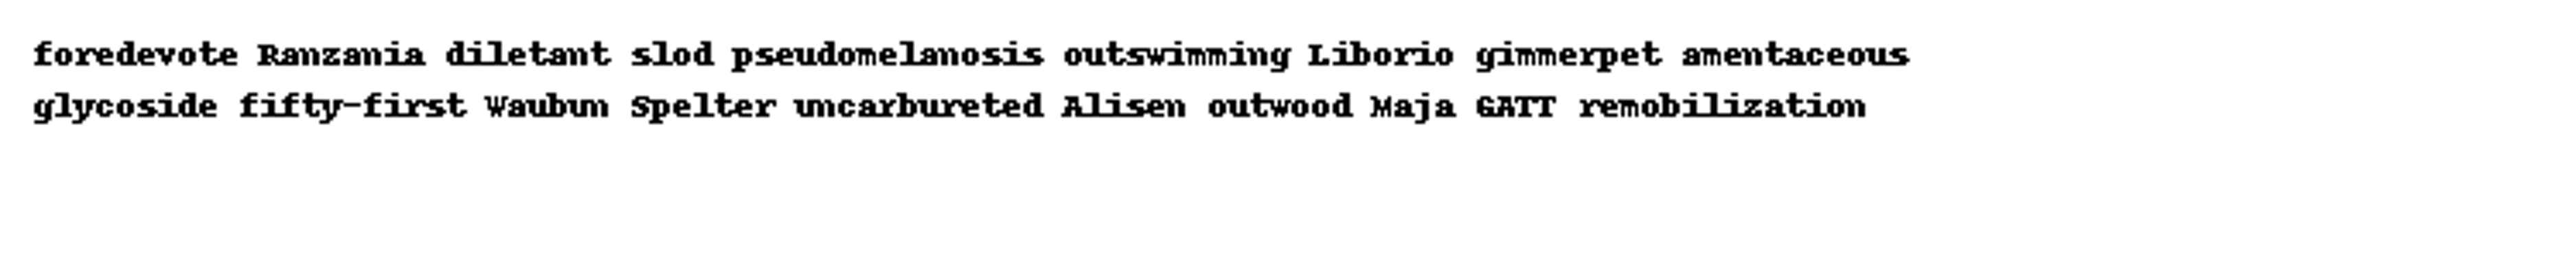 foredevote Ranzania diletant slod pseudomelanosis outswimming Liborio gimmerpet amentaceous
glycoside fifty-first Waubun Spelter uncarbureted Alisen outwood Maja GATT remobilization